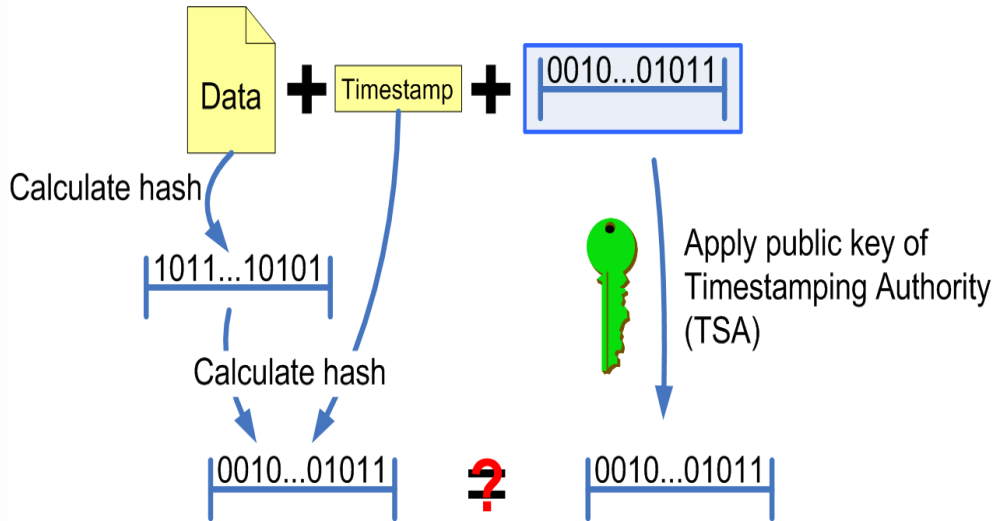 Data
+
Timestamp
+
0010...01011
Calculate hash
1011...10101
Apply public key of
Timestamping Authority
(TSA)
Calculate hash
0010...01011
=
?
0010...01011